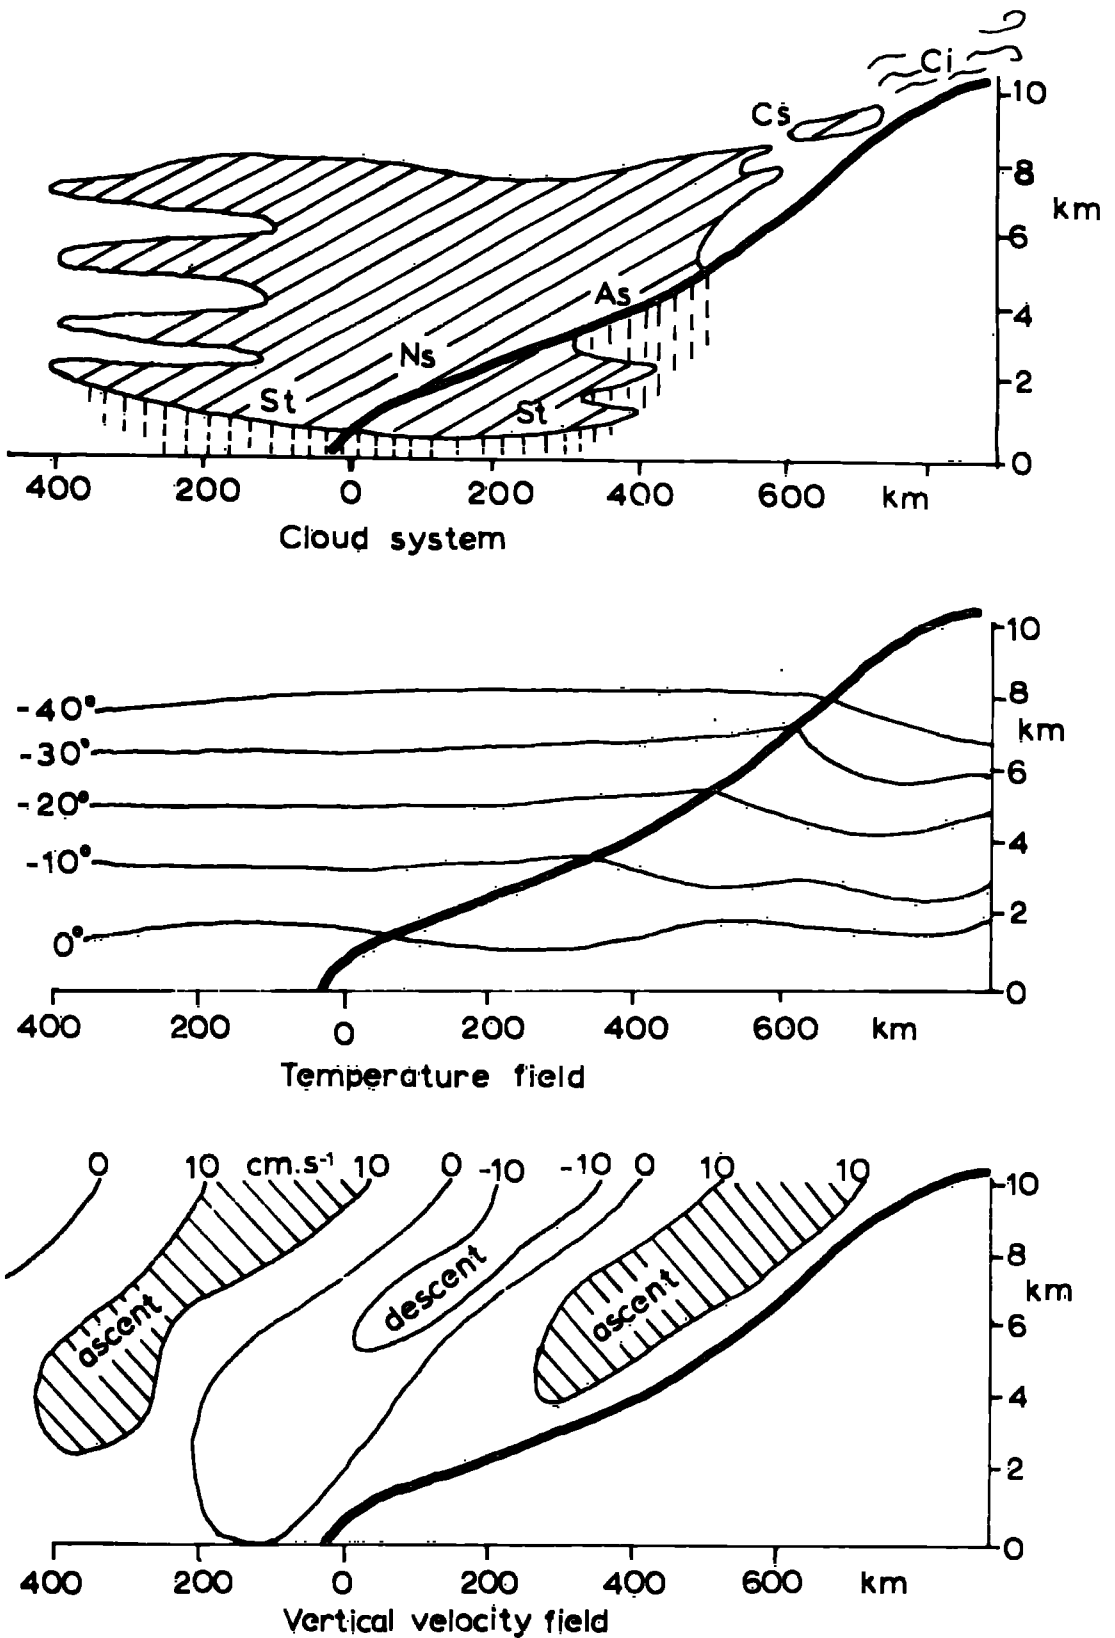 Ci
10
Cs
8
km
6
As
4
Ns
2
St
St
0
400 200 0 200 400 600 km
Cloud system
10
-40° 8
km
-30°
6
-20°
4
-10°
2
0°
0
400 200 0 200 400 600 km
Temperature field
0 10 cm.s⁻¹ 10 0 -10 -10 0 10 10
10
8
descent
km
ascent
ascent
6
4
2
0
400 200 0 200 400 600 km
Vertical velocity field